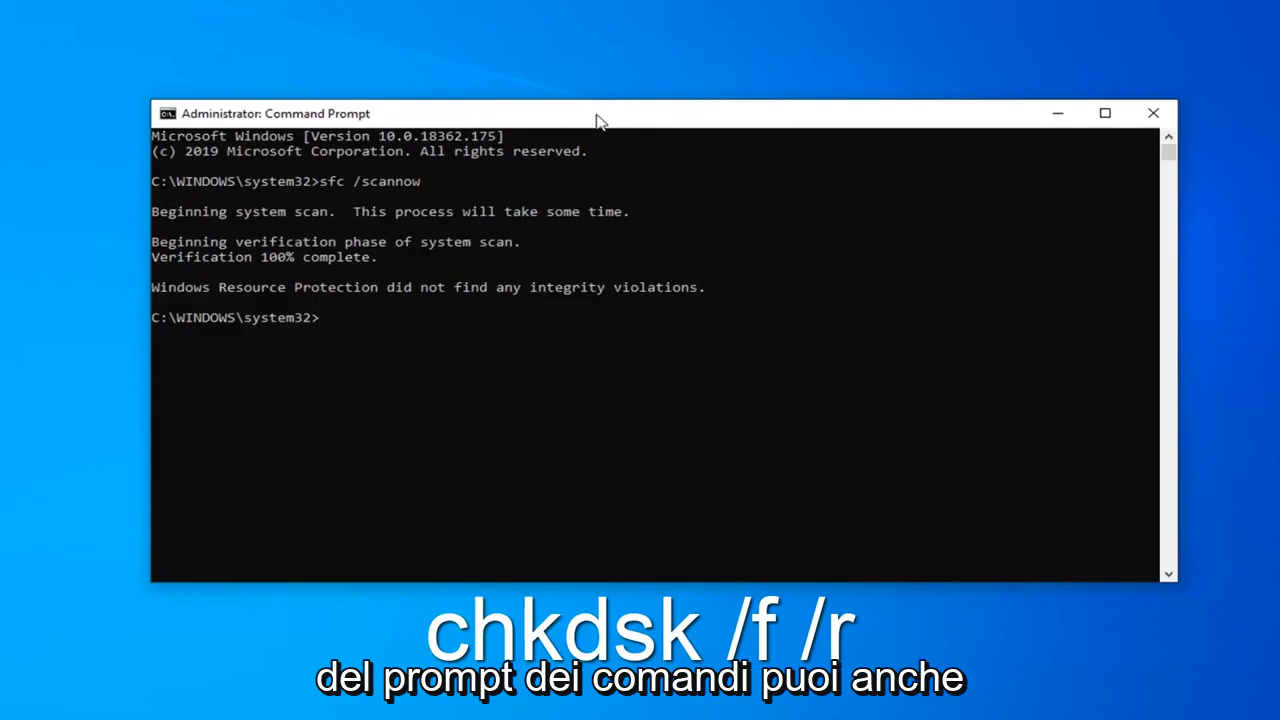 Administrator: Command Prompt
Microsoft Windows [Version 10.0.18362.175]
(c) 2019 Microsoft Corporation. All rights reserved.
C:\WINDOWS\system32>sfc /scannow
Beginning system scan.  This process will take some time.
Beginning verification phase of system scan.
Verification 100% complete.
Windows Resource Protection did not find any integrity violations.
C:\WINDOWS\system32>
chkdsk /f /r
del prompt dei comandi puoi anche